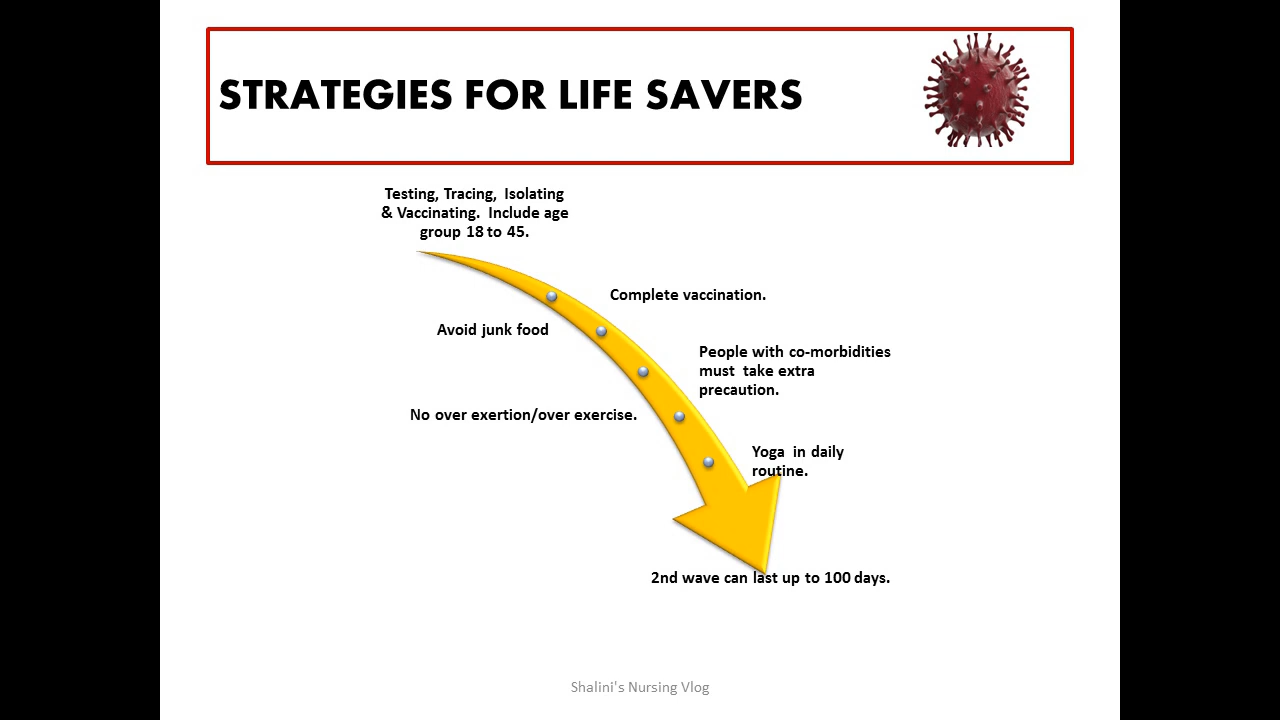 STRATEGIES FOR LIFE SAVERS
Testing, Tracing, Isolating
& Vaccinating. Include age
group 18 to 45.
Complete vaccination.
Avoid junk food
People with co-morbidities
must take extra
precaution.
No over exertion/over exercise.
Yoga in daily
routine.
2nd wave can last up to 100 days.
Shalini's Nursing Vlog